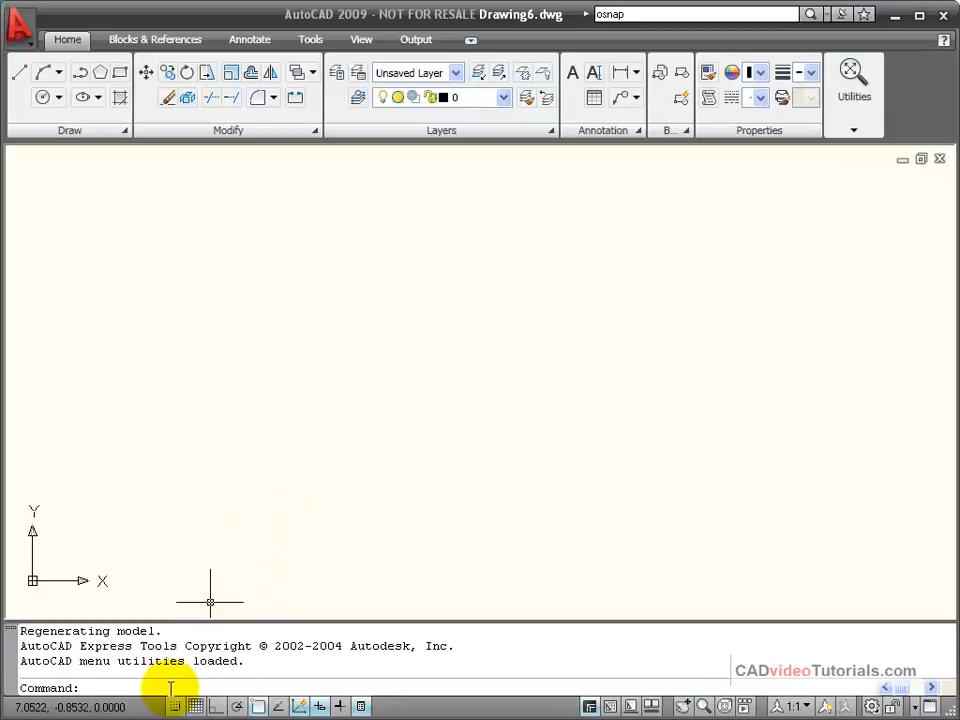 AutoCAD 2009 - NOT FOR RESALE Drawing6.dwg osnap
Home Blocks & References Annotate Tools View Output
Unsaved Layer
A A Utilities
0
Draw Modify Layers Annotation B... Properties
Y
X
Regenerating model.
AutoCAD Express Tools Copyright © 2002-2004 Autodesk, Inc.
AutoCAD menu utilities loaded.
CADvideoTutorials.com
Command:
7.0522, -0.8532, 0.0000 1:1